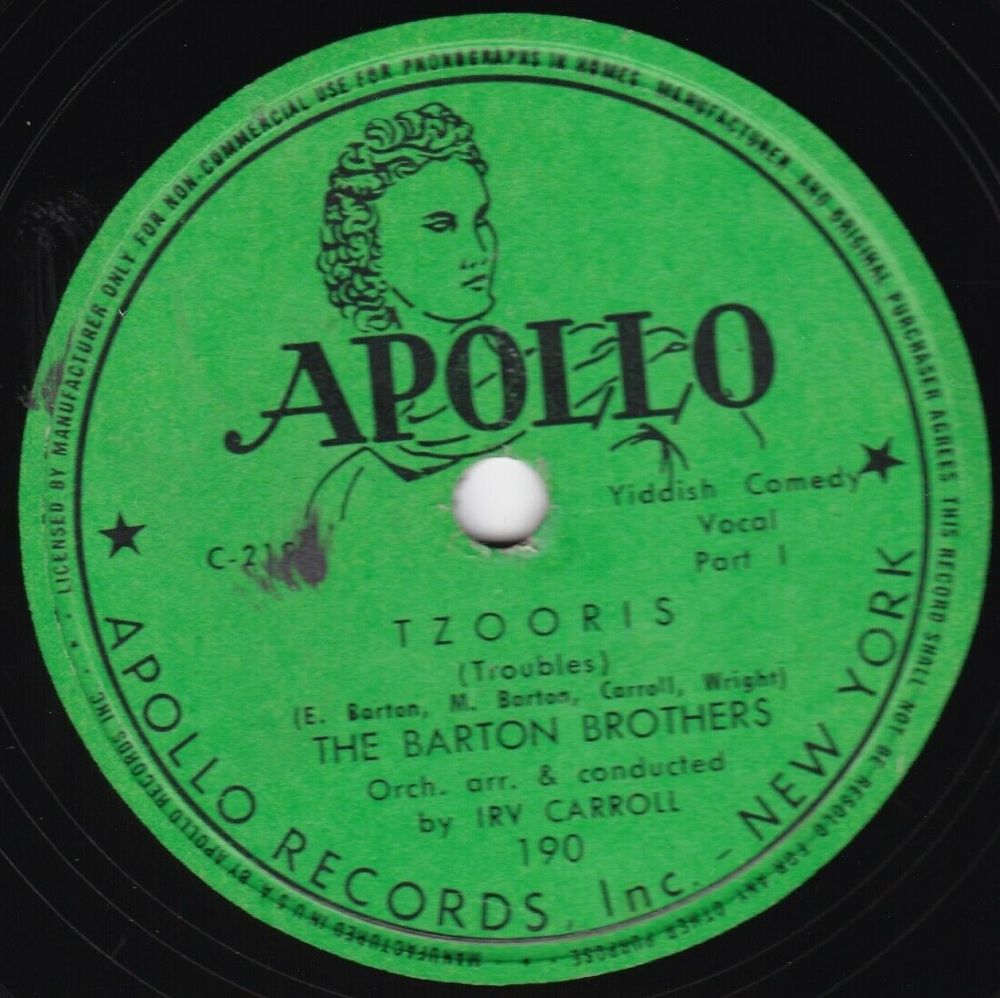 LICENSED BY MANUFACTURER ONLY FOR NON-COMMERCIAL USE FOR PHONOGRAPHS IN HOMES. MANUFACTURER AND ORIGINAL PURCHASER AGREES THIS RECORD SHALL NOT BE RESOLD FOR ANY OTHER PURPOSE
APOLLO
Yiddish Comedy
Vocal
Part I
TZOORIS
(Troubles)
(E. Barton, M. Barton, Carroll, Wright)
THE BARTON BROTHERS
Orch. arr. & conducted
by IRV CARROLL
190
APOLLO RECORDS, Inc. - NEW YORK
MANUFACTURED IN U.S.A. BY APOLLO RECORDS INC.